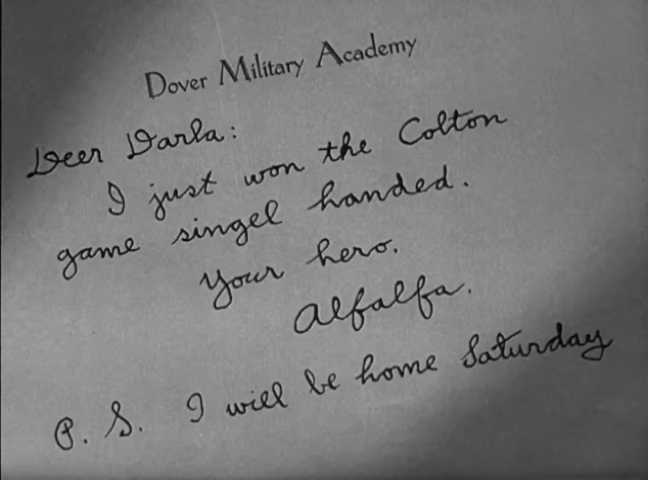 Dover Military Academy
Deer Darla:
I just won the Colton
game singel handed.
Your hero.
Alfalfa.
P. S. I will be home Saturday